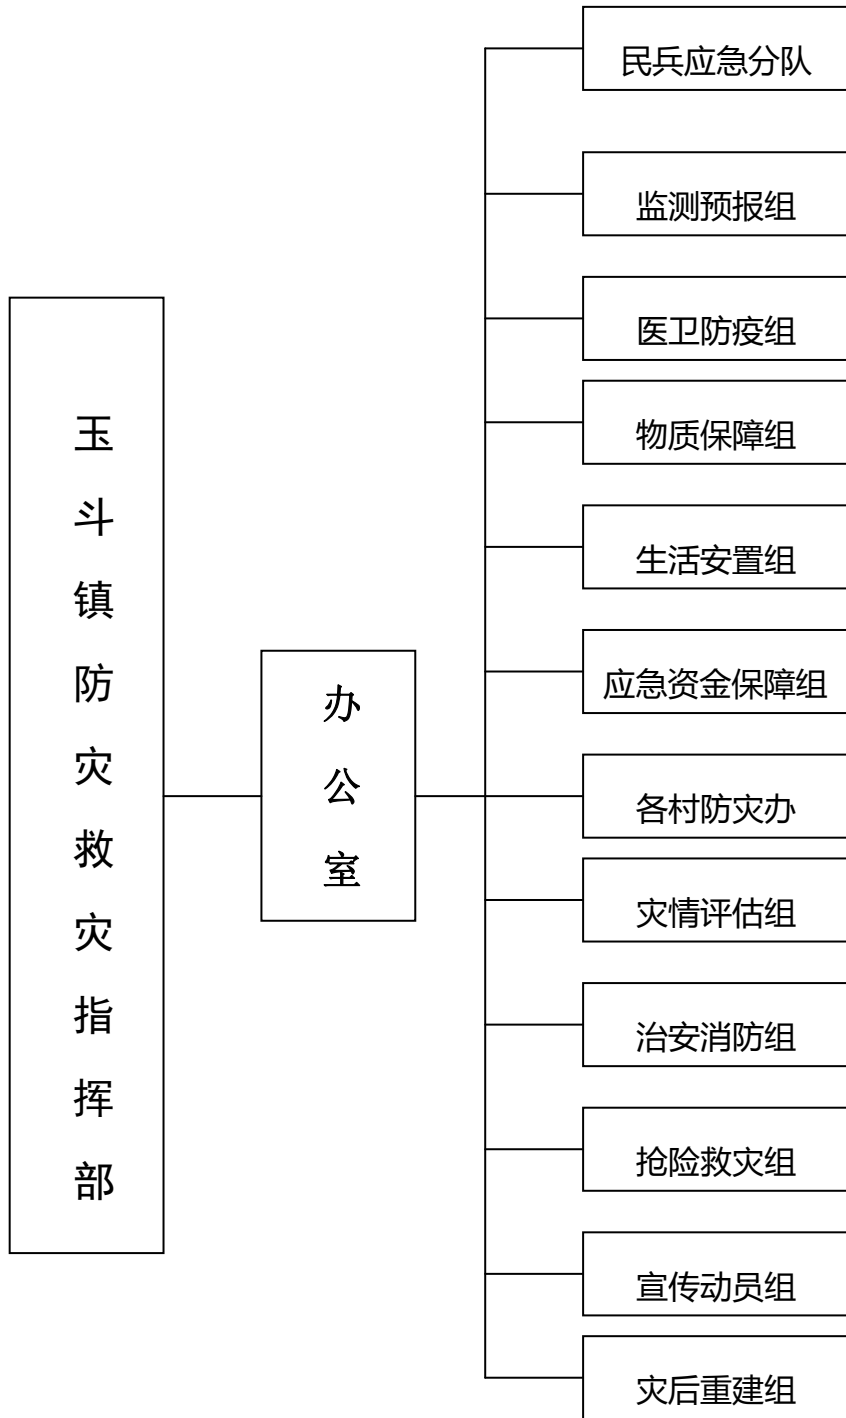 玉斗镇防灾救灾指挥部
办公室
民兵应急分队
监测预报组
医卫防疫组
物质保障组
生活安置组
应急资金保障组
各村防灾办
灾情评估组
治安消防组
抢险救灾组
宣传动员组
灾后重建组